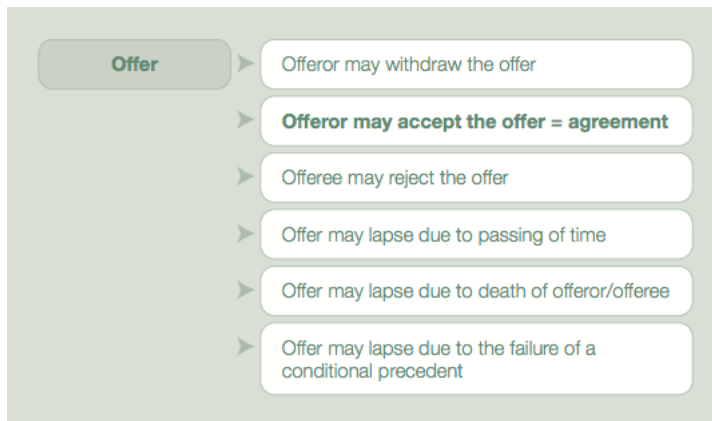 Offer
Offeror may withdraw the offer
Offeror may accept the offer = agreement
Offeree may reject the offer
Offer may lapse due to passing of time
Offer may lapse due to death of offeror/offeree
Offer may lapse due to the failure of a
conditional precedent